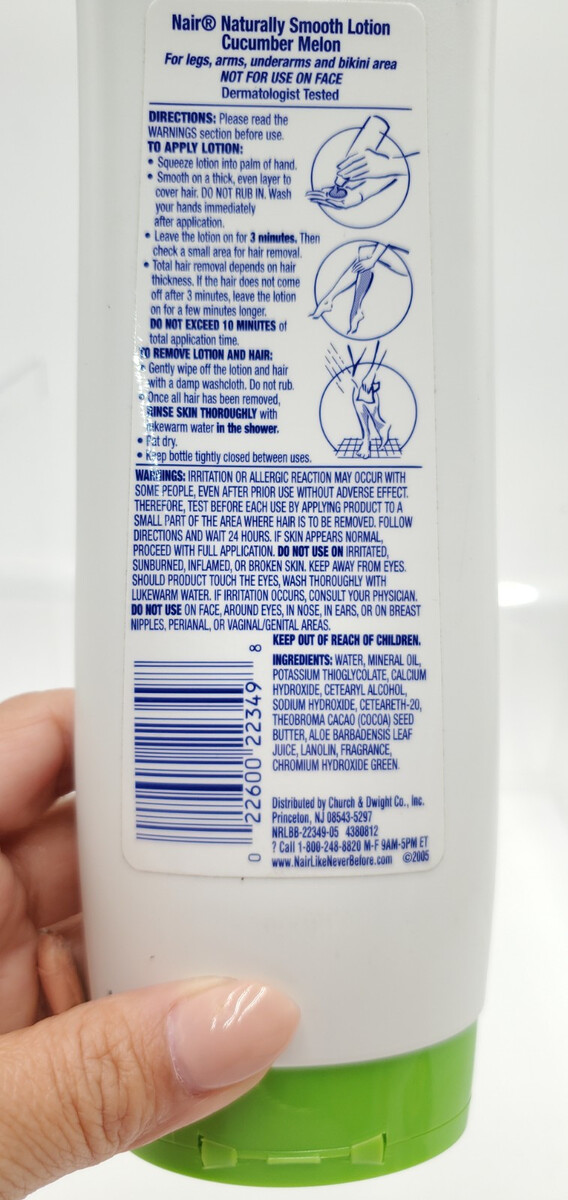 Nair® Naturally Smooth Lotion
Cucumber Melon
For legs, arms, underarms and bikini area
NOT FOR USE ON FACE
Dermatologist Tested
DIRECTIONS: Please read the
WARNINGS section before use.
TO APPLY LOTION:
• Squeeze lotion into palm of hand.
• Smooth on a thick, even layer to
cover hair. DO NOT RUB IN. Wash
your hands immediately
after application.
• Leave the lotion on for 3 minutes. Then
check a small area for hair removal.
• Total hair removal depends on hair
thickness. If the hair does not come
off after 3 minutes, leave the lotion
on for a few minutes longer.
DO NOT EXCEED 10 MINUTES of
total application time.
TO REMOVE LOTION AND HAIR:
• Gently wipe off the lotion and hair
with a damp washcloth. Do not rub.
• Once all hair has been removed,
RINSE SKIN THOROUGHLY with
lukewarm water in the shower.
• Pat dry.
• Keep bottle tightly closed between uses.
WARNINGS: IRRITATION OR ALLERGIC REACTION MAY OCCUR WITH
SOME PEOPLE, EVEN AFTER PRIOR USE WITHOUT ADVERSE EFFECT.
THEREFORE, TEST BEFORE EACH USE BY APPLYING PRODUCT TO A
SMALL PART OF THE AREA WHERE HAIR IS TO BE REMOVED. FOLLOW
DIRECTIONS AND WAIT 24 HOURS. IF SKIN APPEARS NORMAL,
PROCEED WITH FULL APPLICATION. DO NOT USE ON IRRITATED,
SUNBURNED, INFLAMED, OR BROKEN SKIN. KEEP AWAY FROM EYES.
SHOULD PRODUCT TOUCH THE EYES, WASH THOROUGHLY WITH
LUKEWARM WATER. IF IRRITATION OCCURS, CONSULT YOUR PHYSICIAN.
DO NOT USE ON FACE, AROUND EYES, IN NOSE, IN EARS, OR ON BREAST
NIPPLES, PERIANAL, OR VAGINAL/GENITAL AREAS.
KEEP OUT OF REACH OF CHILDREN.
INGREDIENTS: WATER, MINERAL OIL,
POTASSIUM THIOGLYCOLATE, CALCIUM
HYDROXIDE, CETEARYL ALCOHOL,
SODIUM HYDROXIDE, CETEARETH-20,
THEOBROMA CACAO (COCOA) SEED
BUTTER, ALOE BARBADENSIS LEAF
JUICE, LANOLIN, FRAGRANCE,
CHROMIUM HYDROXIDE GREEN.
0 22600 22349 8
Distributed by Church & Dwight Co., Inc.
Princeton, NJ 08543-5297
NRLBB-22349-05 4380812
? Call 1-800-248-8820 M-F 9AM-5PM ET
www.NairLikeNeverBefore.com ©2005